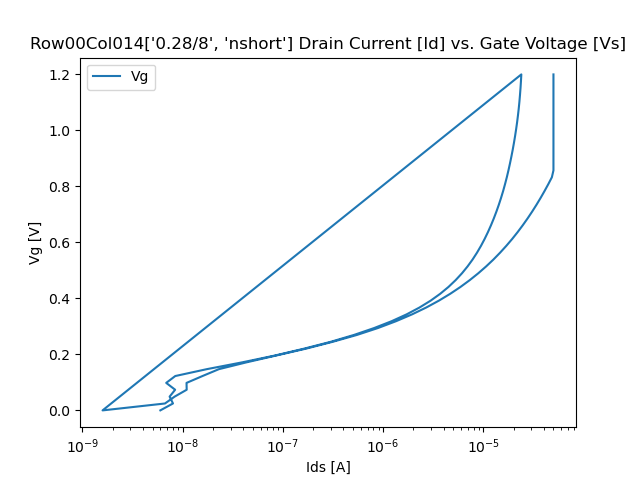 Row00Col014['0.28/8', 'nshort'] Drain Current [Id] vs. Gate Voltage [Vs]
Vg
1.2
1.0
0.8
0.6
0.4
0.2
0.0
Vg [V]
10⁻⁹ 10⁻⁸ 10⁻⁷ 10⁻⁶ 10⁻⁵
Ids [A]